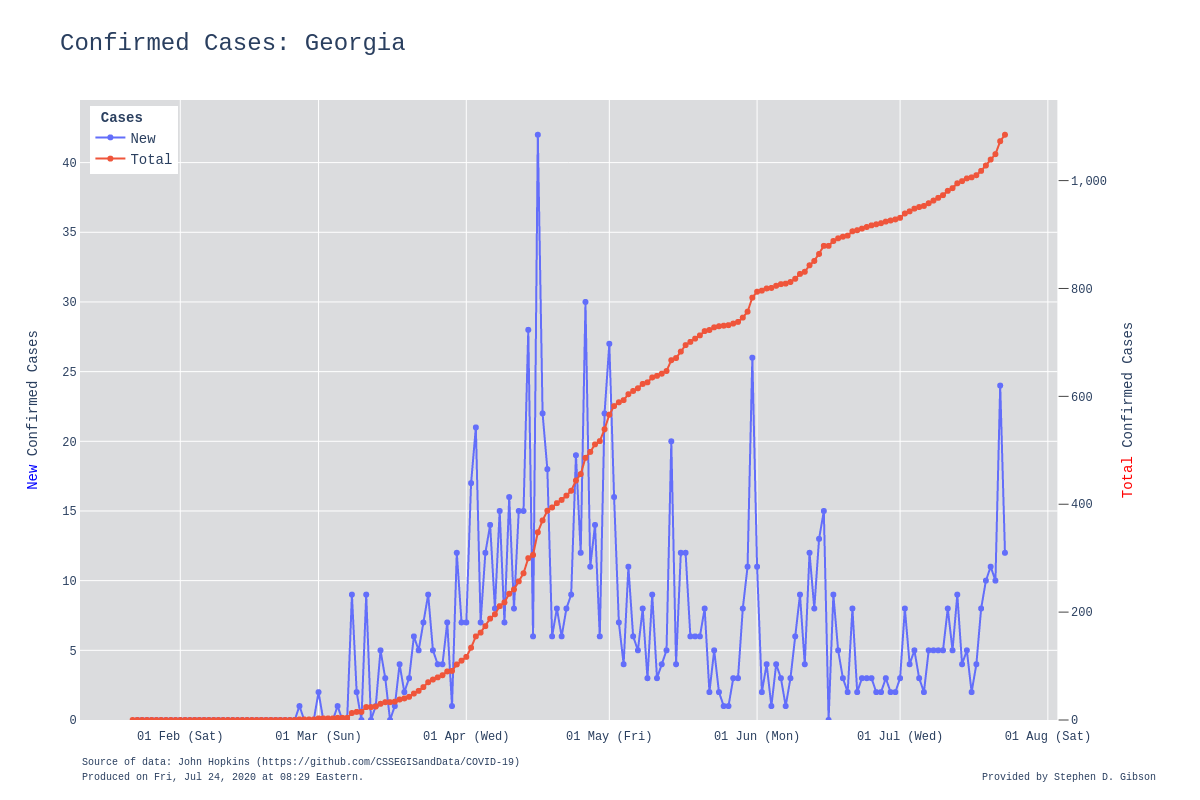 Confirmed Cases: Georgia
Cases
New
Total
40
35
30
25
20
15
10
5
0
1,000
800
600
400
200
0
New Confirmed Cases
Total Confirmed Cases
01 Feb (Sat) 01 Mar (Sun) 01 Apr (Wed) 01 May (Fri) 01 Jun (Mon) 01 Jul (Wed) 01 Aug (Sat)
Source of data: John Hopkins (https://github.com/CSSEGISandData/COVID-19)
Produced on Fri, Jul 24, 2020 at 08:29 Eastern.
Provided by Stephen D. Gibson